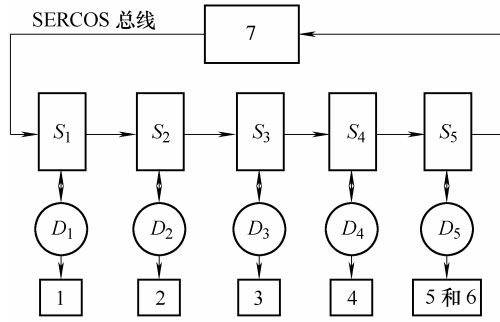 SERCOS 总线
7
S1 S2 S3 S4 S5
D1 D2 D3 D4 D5
1 2 3 4 5 和 6